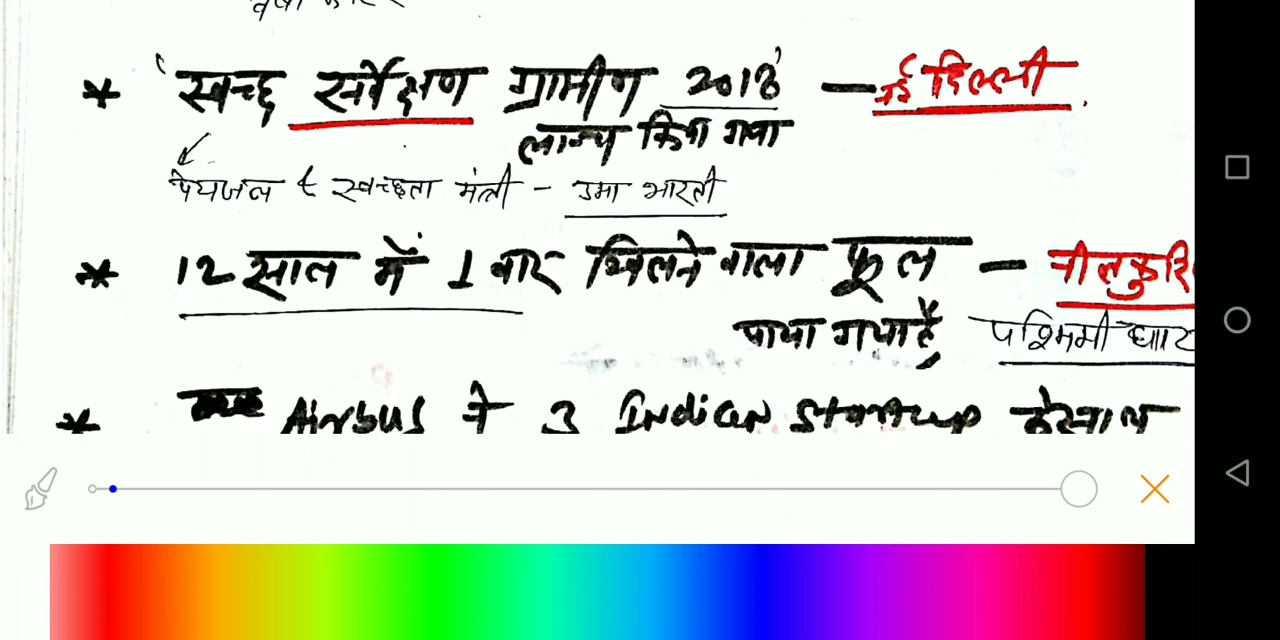 * 'स्वच्छ सर्वेक्षण ग्रामीण 2018' — नई दिल्ली
लान्च किया गया
पेयजल & स्वच्छता मंत्री - उमा भारती
* 12 साल में 1 बार खिलने वाला फूल — नीलकुरि
पाया गया है, पश्चिमी घाट
* Airbus ने 3 Indian Startup के साथ